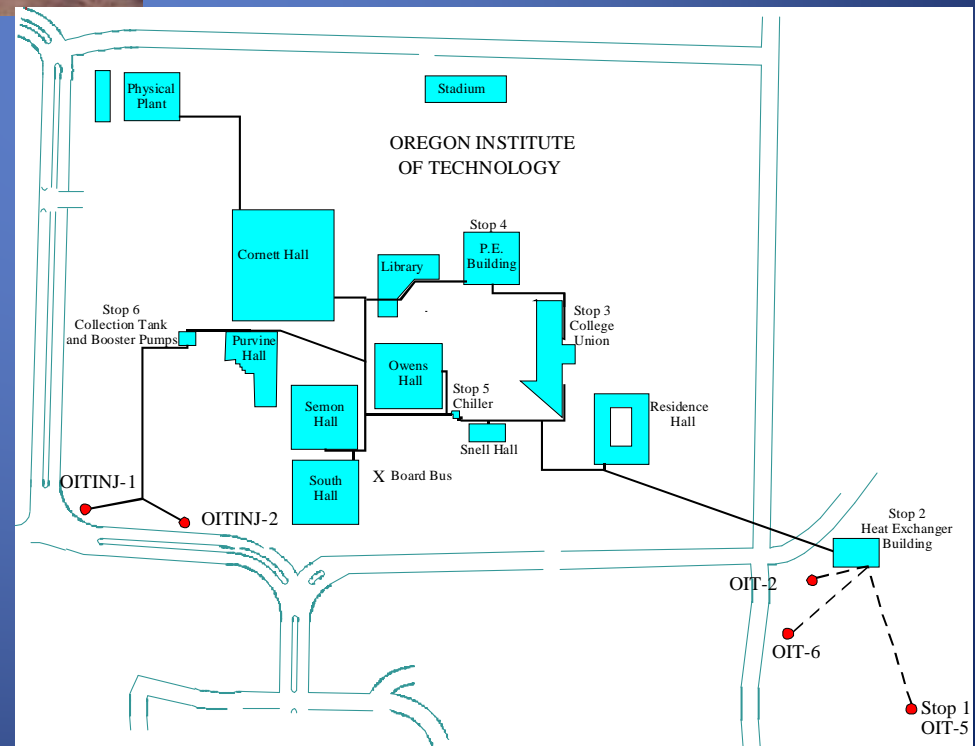 Physical
Plant
Stadium
OREGON INSTITUTE
OF TECHNOLOGY
Stop 4
P.E.
Building
Cornett Hall
Library
Stop 6
Collection Tank
and Booster Pumps
Stop 3
College
Union
Purvine
Hall
Owens
Hall
Stop 5
Chiller
Semon
Hall
Residence
Hall
Snell Hall
South
Hall
X Board Bus
OITINJ-1
OITINJ-2
Stop 2
Heat Exchanger
Building
OIT-2
OIT-6
Stop 1
OIT-5